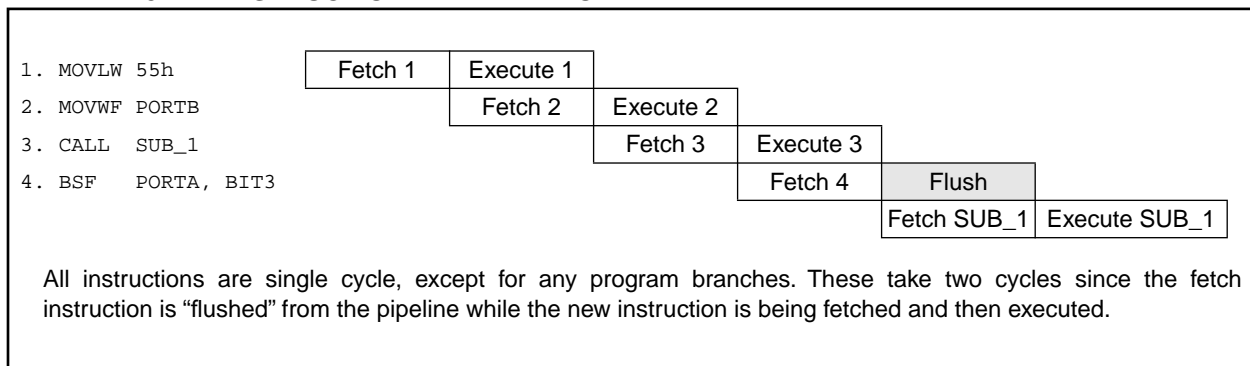 1. MOVLW 55h Fetch 1 Execute 1
2. MOVWF PORTB Fetch 2 Execute 2
3. CALL SUB_1 Fetch 3 Execute 3
4. BSF PORTA, BIT3 Fetch 4 Flush
Fetch SUB_1 Execute SUB_1
All instructions are single cycle, except for any program branches. These take two cycles since the fetch
instruction is “flushed” from the pipeline while the new instruction is being fetched and then executed.